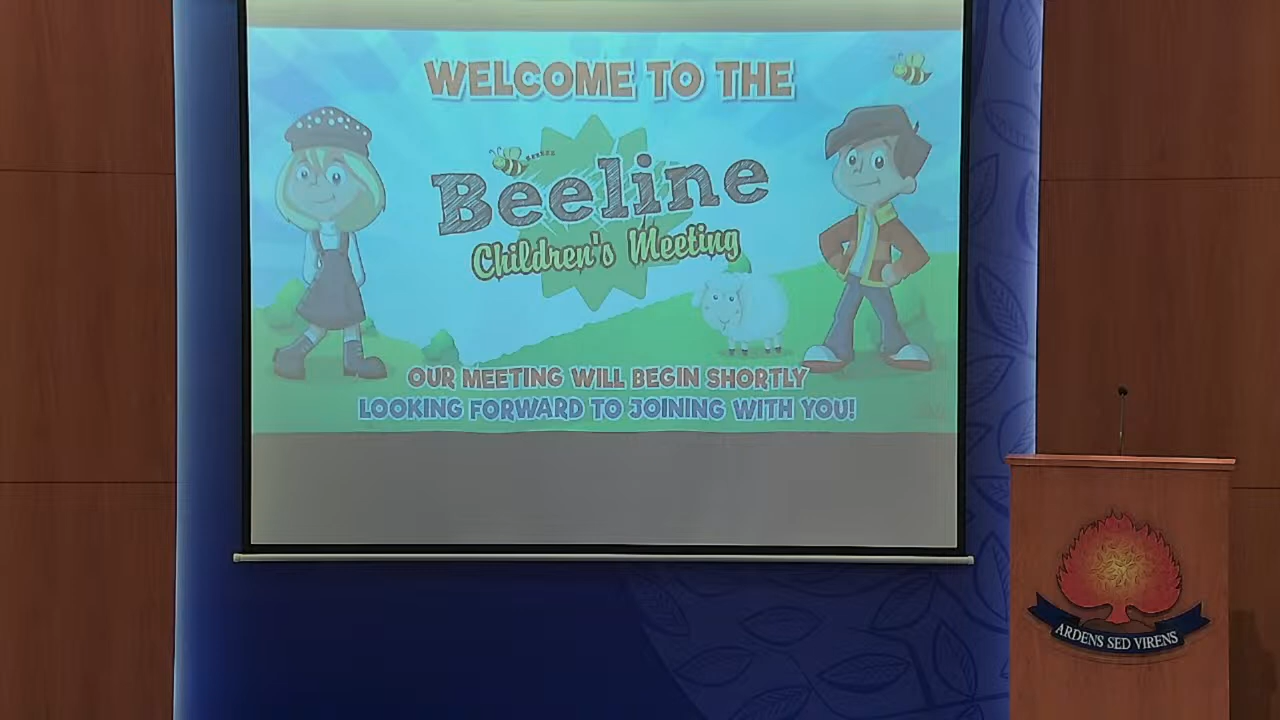 WELCOME TO THE
Beeline
Children's Meeting
OUR MEETING WILL BEGIN SHORTLY
LOOKING FORWARD TO JOINING WITH YOU!
ARDENS SED VIRENS